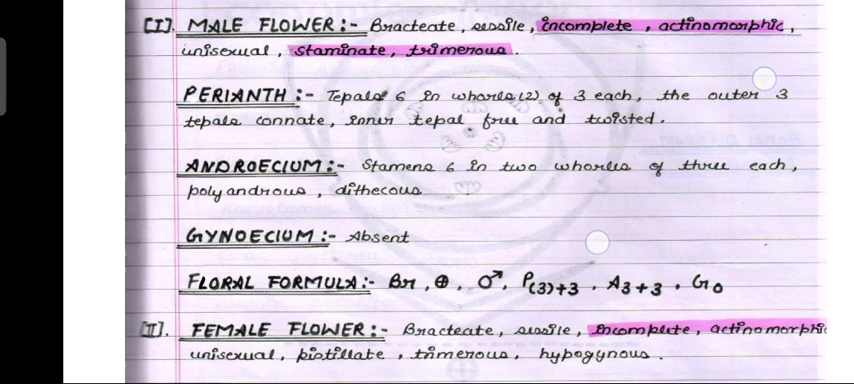 [I]. MALE FLOWER :- Bracteate, sessile, incomplete, actinomorphic,
unisexual, staminate, trimerous.
PERIANTH :- Tepals 6 in whorls(2) of 3 each, the outer 3
tepals connate, inner tepal free and twisted.
ANDROECIUM :- Stamens 6 in two whorles of three each,
polyandrous, dithecous
GYNOECIUM :- Absent
FLORAL FORMULA :- Br, ⊕, ♂, P(3)+3, A3+3, G0
[II]. FEMALE FLOWER :- Bracteate, sessile, Incomplete, actinomorphic
unisexual, pistillate, trimerous, hypogynous.